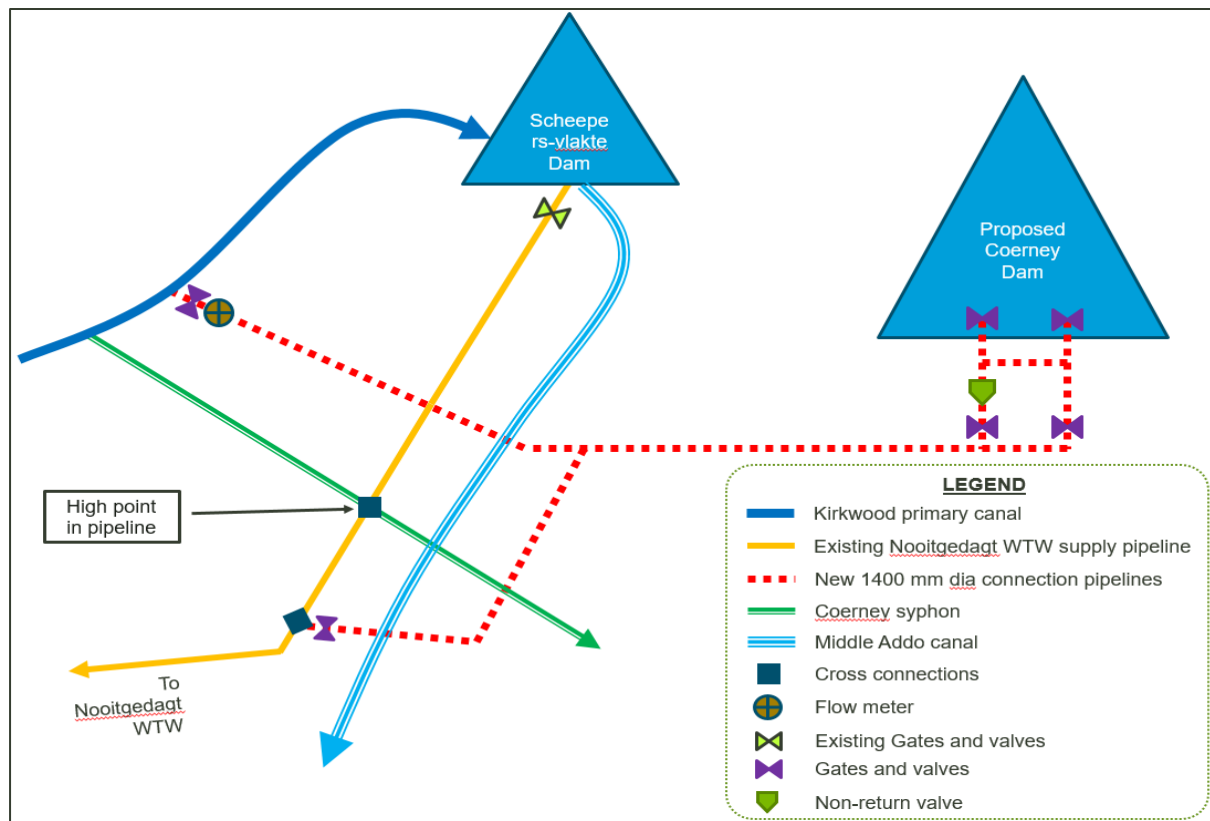 Scheepe
rs-vlakte
Dam
Proposed
Coerney
Dam
High point
in pipeline
To
Nooitgedagt
WTW
LEGEND
Kirkwood primary canal
Existing Nooitgedagt WTW supply pipeline
New 1400 mm dia connection pipelines
Coerney syphon
Middle Addo canal
Cross connections
Flow meter
Existing Gates and valves
Gates and valves
Non-return valve